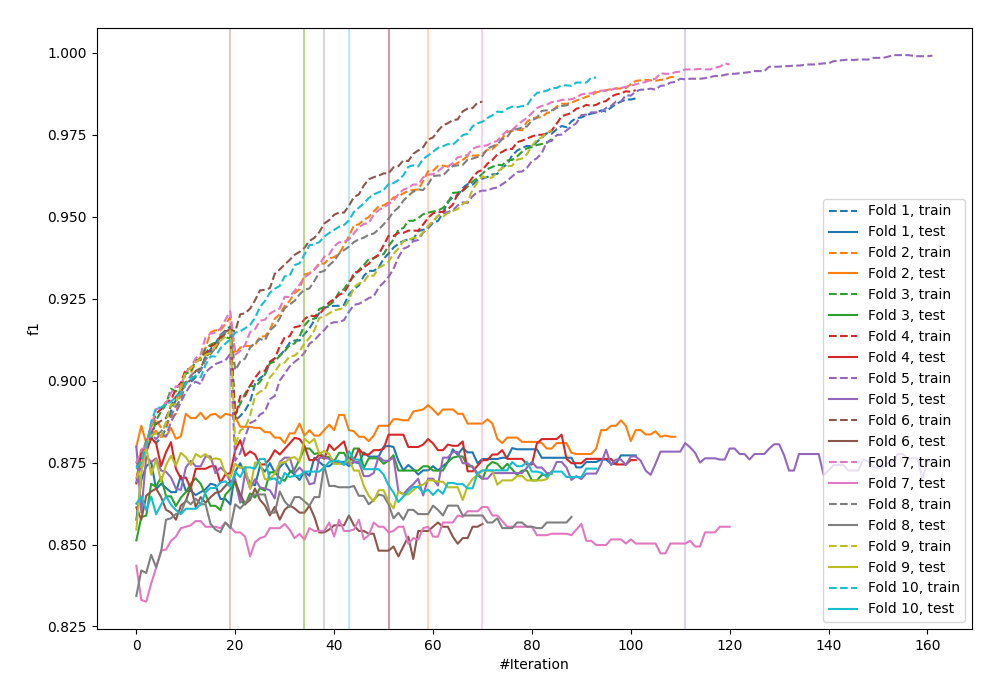 1.000
0.975
0.950
0.925
0.900
0.875
0.850
0.825
f1
0 20 40 60 80 100 120 140 160
#Iteration
Fold 1, train
Fold 1, test
Fold 2, train
Fold 2, test
Fold 3, train
Fold 3, test
Fold 4, train
Fold 4, test
Fold 5, train
Fold 5, test
Fold 6, train
Fold 6, test
Fold 7, train
Fold 7, test
Fold 8, train
Fold 8, test
Fold 9, train
Fold 9, test
Fold 10, train
Fold 10, test